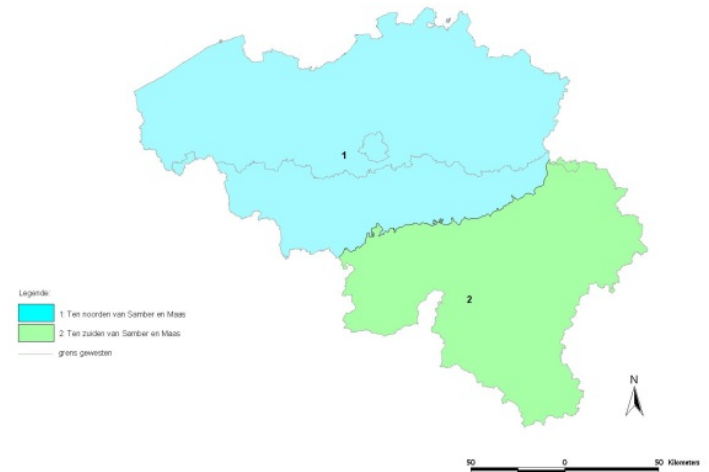 1
2
Legende:
1: Ten noorden van Samber en Maas
2: Ten zuiden van Samber en Maas
grens gewesten
N
50 0 50 Kilometers